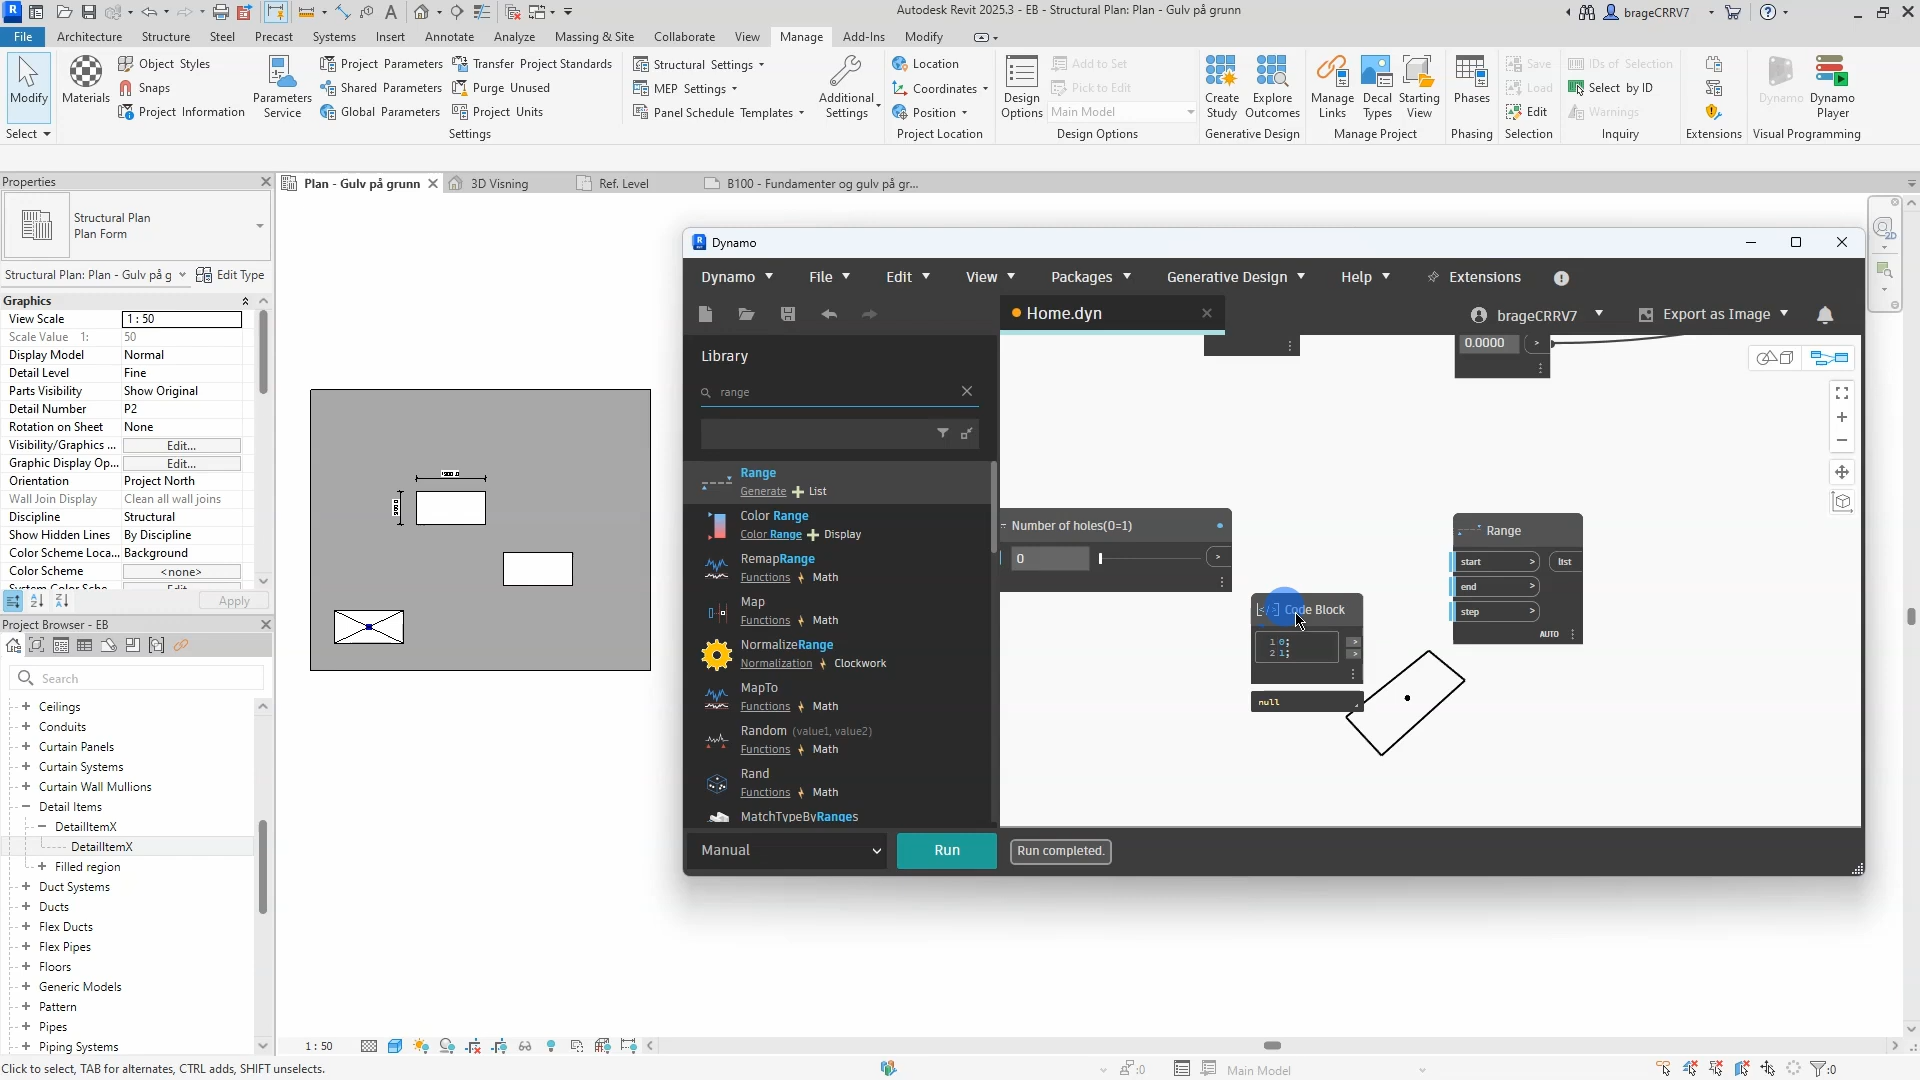 Autodesk Revit 2025.3 - EB - Structural Plan: Plan - Gulv på grunn
brageCRRV7
File Architecture Structure Steel Precast Systems Insert Annotate Analyze Massing & Site Collaborate View Manage Add-Ins Modify
Modify
Materials
Object Styles
Snaps
Project Information
Parameters
Service
Project Parameters
Shared Parameters
Global Parameters
Transfer Project Standards
Purge Unused
Project Units
Structural Settings
MEP Settings
Panel Schedule Templates
Additional
Settings
Location
Coordinates
Position
Design
Options
Add to Set
Pick to Edit
Main Model
Create
Study
Explore
Outcomes
Manage
Links
Decal
Types
Starting
View
Phases
Save
Load
Edit
IDs of Selection
Select by ID
Warnings
Dynamo
Dynamo
Player
Select Settings Project Location Design Options Generative Design Manage Project Phasing Selection Inquiry Extensions Visual Programming
Properties
Structural Plan
Plan Form
Structural Plan: Plan - Gulv på g
Edit Type
Graphics
View Scale 1 : 50
Scale Value 1: 50
Display Model Normal
Detail Level Fine
Parts Visibility Show Original
Detail Number P2
Rotation on Sheet None
Visibility/Graphics ... Edit...
Graphic Display Op... Edit...
Orientation Project North
Wall Join Display Clean all wall joins
Discipline Structural
Show Hidden Lines By Discipline
Color Scheme Loca... Background
Color Scheme <none>
System Color Sche... Edit...
Apply
Project Browser - EB
Search
Ceilings
Conduits
Curtain Panels
Curtain Systems
Curtain Wall Mullions
Detail Items
DetailItemX
DetailItemX
Filled region
Duct Systems
Ducts
Flex Ducts
Flex Pipes
Floors
Generic Models
Pattern
Pipes
Piping Systems
Plan - Gulv på grunn
3D Visning
Ref. Level
B100 - Fundamenter og gulv på gr...
Dynamo
Dynamo File Edit View Packages Generative Design Help Extensions
Home.dyn
brageCRRV7
Export as Image
Library
range
Range
Generate List
Color Range
Color Range Display
RemapRange
Functions Math
Map
Functions Math
NormalizeRange
Normalization Clockwork
MapTo
Functions Math
Random (value1, value2)
Functions Math
Rand
Functions Math
MatchTypeByRanges
0.0000 >
Number of holes(0=1)
0 >
Code Block
1 0; >
2 1; >
null
Range
start > list
end >
step >
AUTO
Manual
Run
Run completed.
1 : 50
Click to select, TAB for alternates, CTRL adds, SHIFT unselects.
:0
Main Model
:0